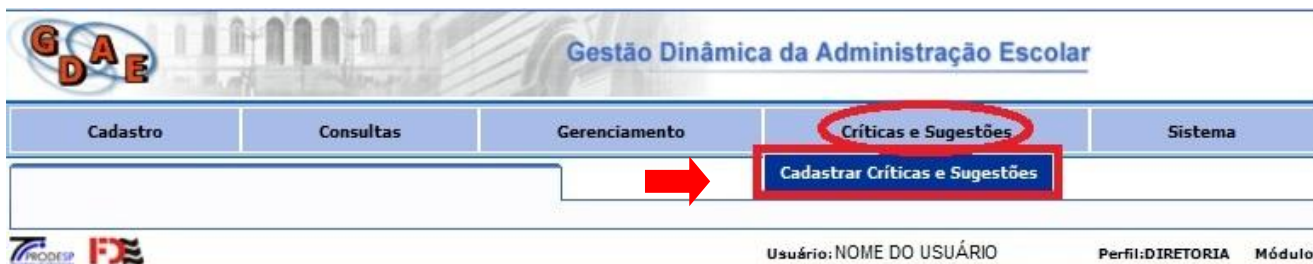 GDAE
Gestão Dinâmica da Administração Escolar
Cadastro Consultas Gerenciamento Críticas e Sugestões Sistema
Cadastrar Críticas e Sugestões
PRODESP FDE Usuário: NOME DO USUÁRIO Perfil:DIRETORIA Módulo